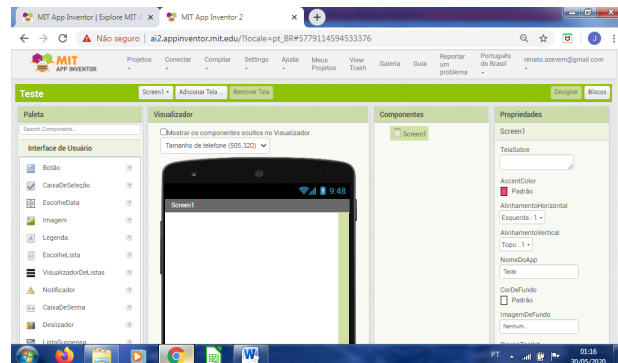 MIT App Inventor | Explore MIT A
MIT App Inventor 2
Não seguro | ai2.appinventor.mit.edu/?locale=pt_BR#5779114594533376
MIT
APP INVENTOR
Projetos
Conectar
Compilar
Settings
Ajuda
Meus
Projetos
View
Trash
Galeria
Guia
Reportar
um
problema
Português
do Brasil
renato.azevem@gmail.com
Teste
Screen1
Adicionar Tela ...
Remover Tela
Designer
Blocos
Paleta
Visualizador
Componentes
Propriedades
Search Components...
Interface de Usuário
Botão
CaixaDeSeleção
EscolheData
Imagem
Legenda
EscolheLista
VisualizadorDeListas
Notificador
CaixaDeSenha
Deslizador
ListaSuspensa
Mostrar os componentes ocultos no Visualizador
Tamanho de telefone (505,320)
9:48
Screen1
Screen1
Screen1
TelaSobre
AccentColor
Padrão
AlinhamentoHorizontal
Esquerda : 1
AlinhamentoVertical
Topo : 1
NomeDoApp
Teste
CorDeFundo
Padrão
ImagemDeFundo
Nenhum...
PT
01:16
30/05/2020